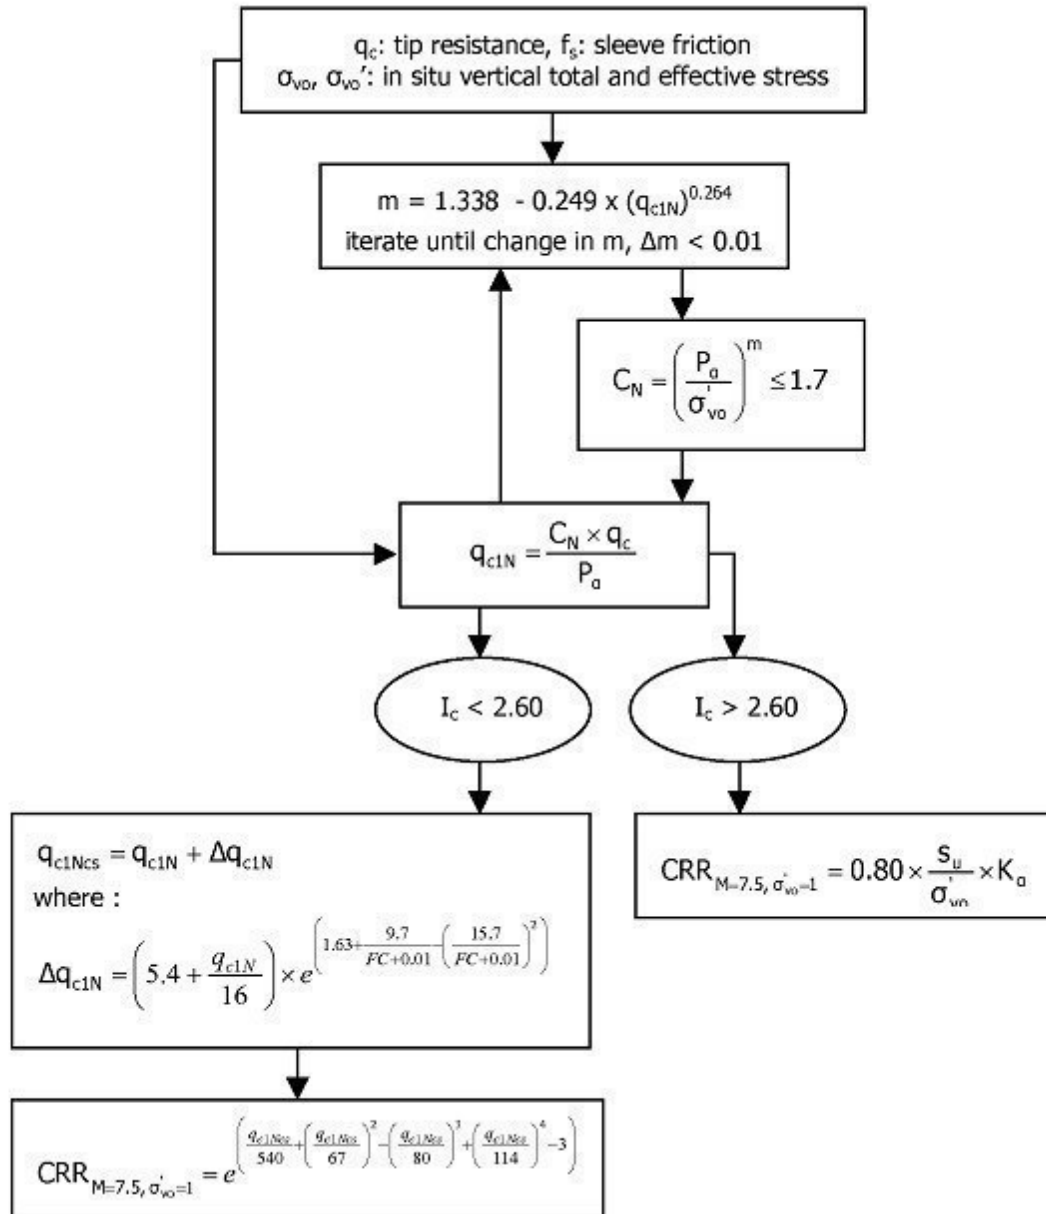 q_c: tip resistance, f_s: sleeve friction
σ_vo, σ_vo': in situ vertical total and effective stress
m = 1.338 - 0.249 x (q_c1N)^0.264
iterate until change in m, Δm < 0.01
C_N = (P_a / σ'_vo)^m ≤ 1.7
q_c1N = (C_N × q_c) / P_a
I_c < 2.60
I_c > 2.60
q_c1Ncs = q_c1N + Δq_c1N
where :
Δq_c1N = (5.4 + q_c1N / 16) × e^(1.63 + 9.7 / (FC+0.01) - (15.7 / (FC+0.01))^2)
CRR_M=7.5, σ'_vo=1 = 0.80 × s_u / σ'_vo × K_α
CRR_M=7.5, σ'_vo=1 = e^(q_c1Ncs / 540 + (q_c1Ncs / 67)^2 - (q_c1Ncs / 80)^3 + (q_c1Ncs / 114)^4 - 3)